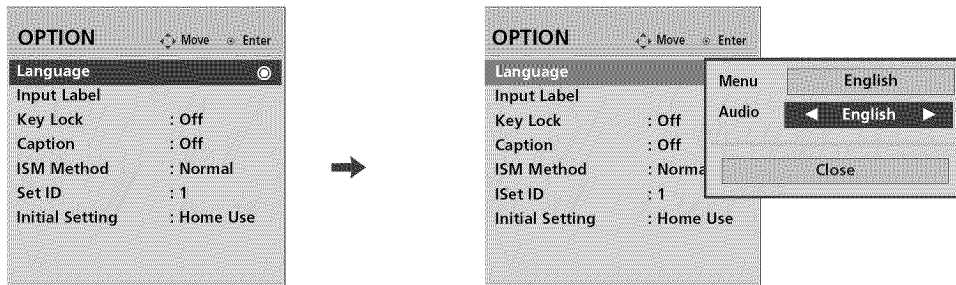 OPTION
Move
Enter
Language
Input Label
Key Lock : Off
Caption : Off
ISM Method : Normal
Set ID : 1
Initial Setting : Home Use
OPTION
Move
Enter
Language
Input Label
Key Lock : Off
Caption : Off
ISM Method : Norma
ISet ID : 1
Initial Setting : Home Use
Menu English
Audio ◀ English ▶
Close